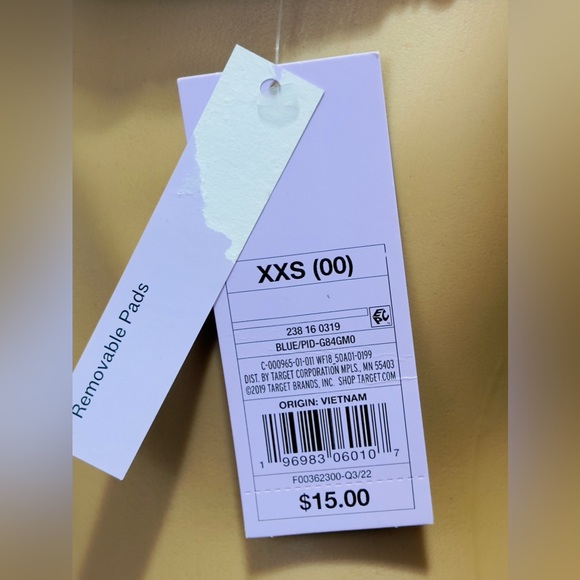 Removable Pads
XXS (00)
238 16 0319
BLUE/PID-G84GM0
C-000965-01-011 WF18_50A01-0199
DIST. BY TARGET CORPORATION MPLS., MN 55403
©2019 TARGET BRANDS, INC. SHOP TARGET.COM
ORIGIN: VIETNAM
1 96983 06010 7
F00362300-Q3/22
$15.00